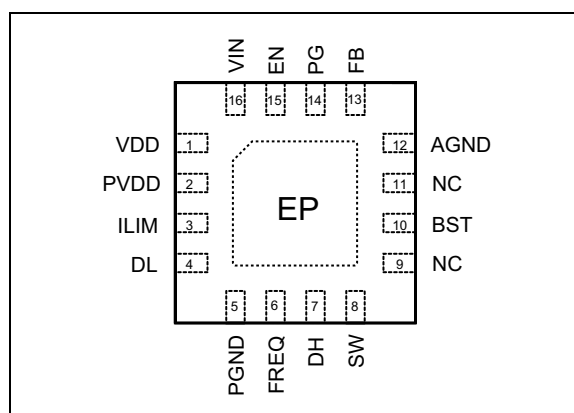 VIN EN PG FB
16 15 14 13
VDD 1 12 AGND
PVDD 2 11 NC
ILIM 3 EP 10 BST
DL 4 9 NC
5 6 7 8
PGND FREQ DH SW